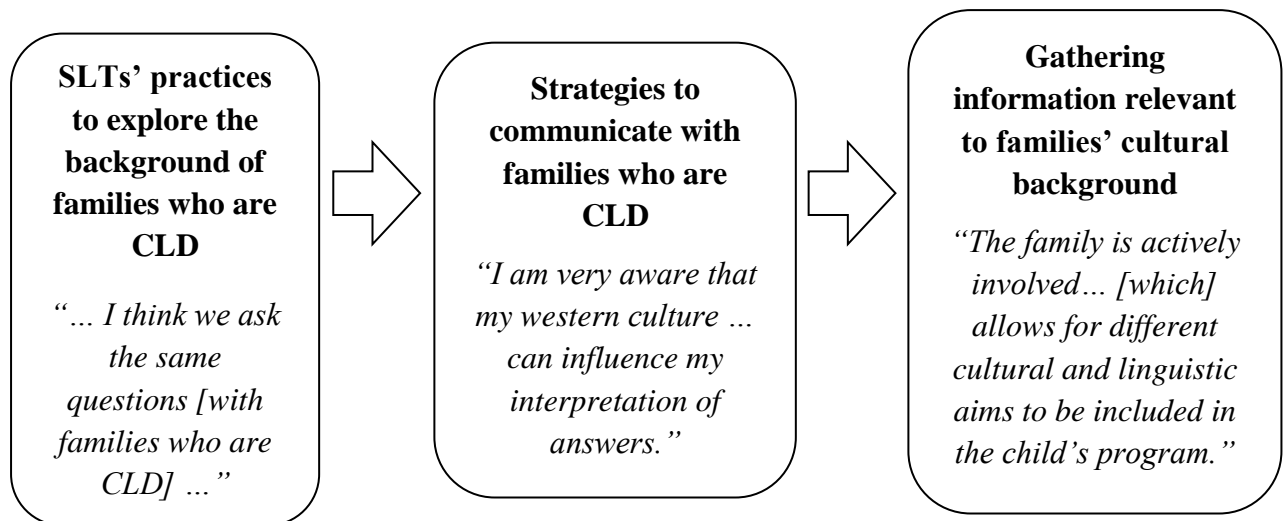 SLTs’ practices
to explore the
background of
families who are
CLD
“… I think we ask
the same
questions [with
families who are
CLD] …”
Strategies to
communicate with
families who are
CLD
“I am very aware that
my western culture …
can influence my
interpretation of
answers.”
Gathering
information relevant
to families’ cultural
background
“The family is actively
involved… [which]
allows for different
cultural and linguistic
aims to be included in
the child’s program.”